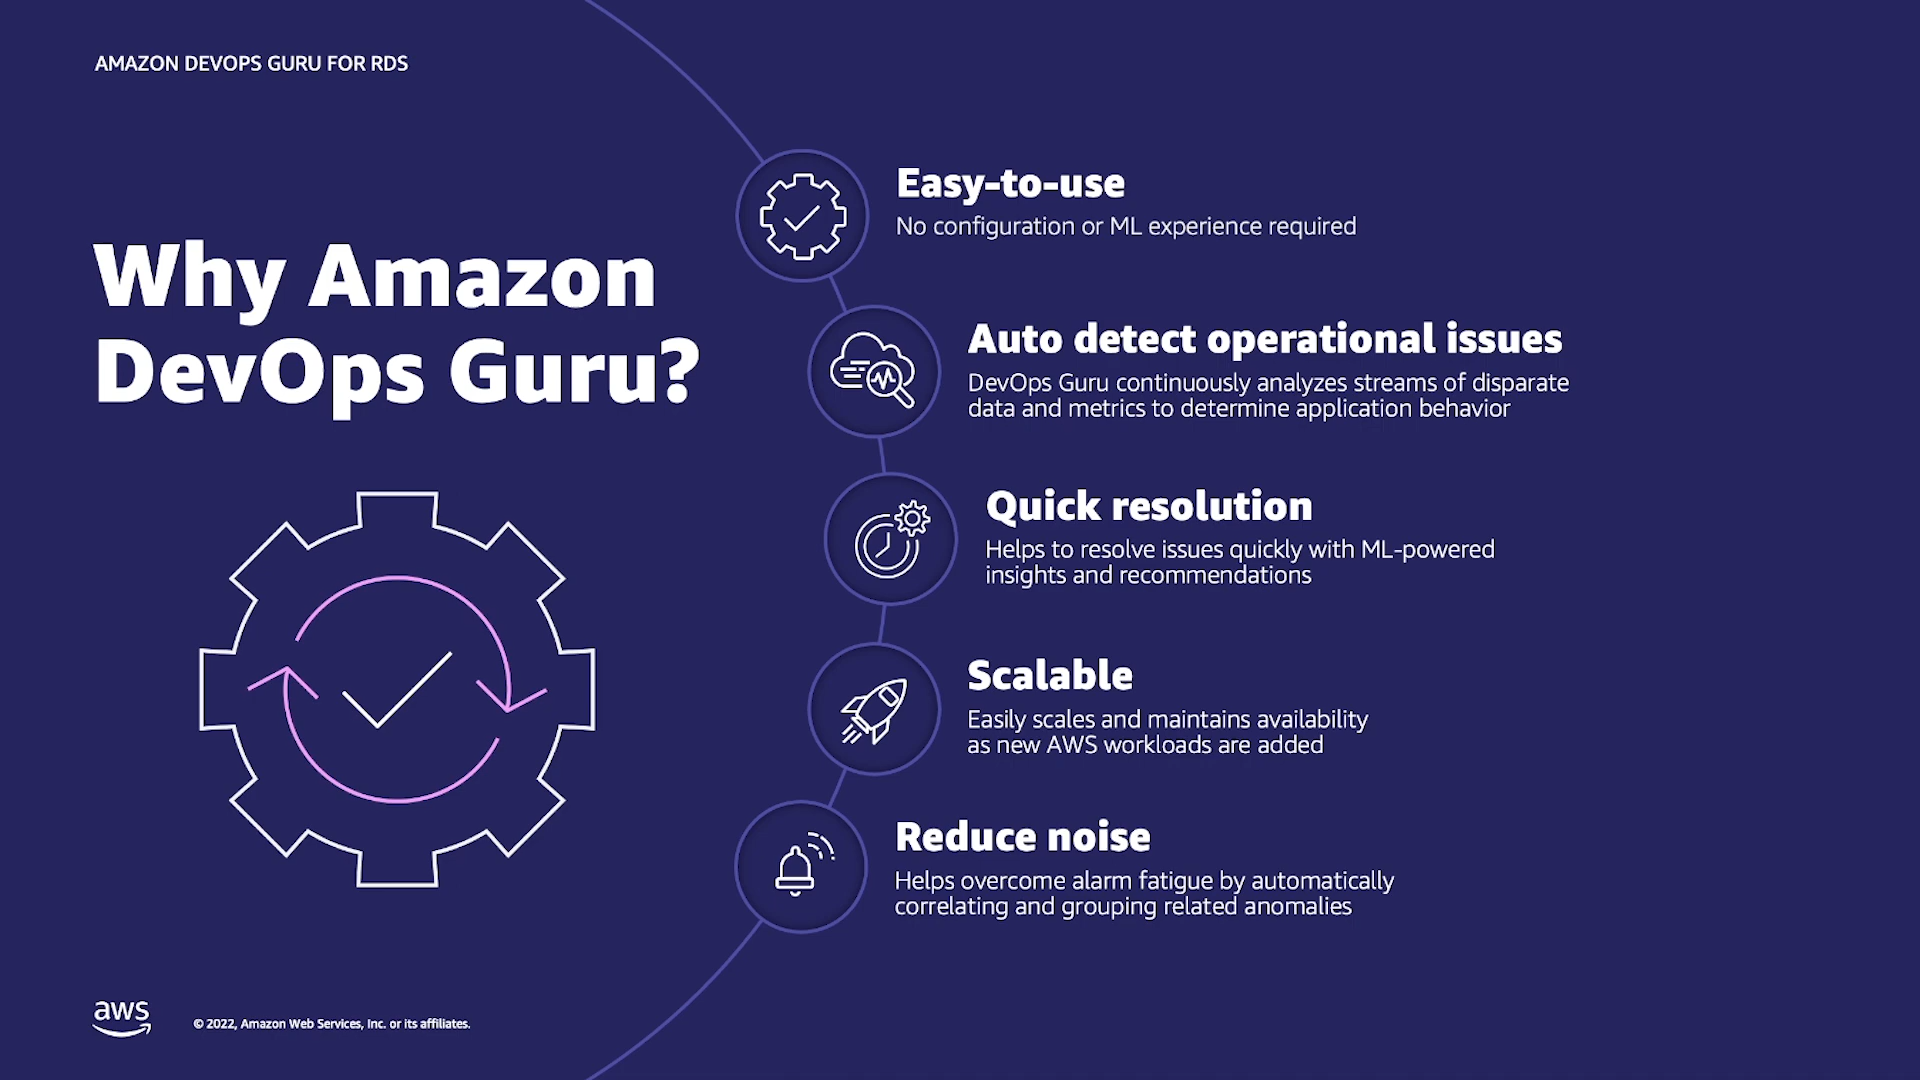 AMAZON DEVOPS GURU FOR RDS
Why Amazon
DevOps Guru?
Easy-to-use
No configuration or ML experience required
Auto detect operational issues
DevOps Guru continuously analyzes streams of disparate
data and metrics to determine application behavior
Quick resolution
Helps to resolve issues quickly with ML-powered
insights and recommendations
Scalable
Easily scales and maintains availability
as new AWS workloads are added
Reduce noise
Helps overcome alarm fatigue by automatically
correlating and grouping related anomalies
aws
© 2022, Amazon Web Services, Inc. or its affiliates.